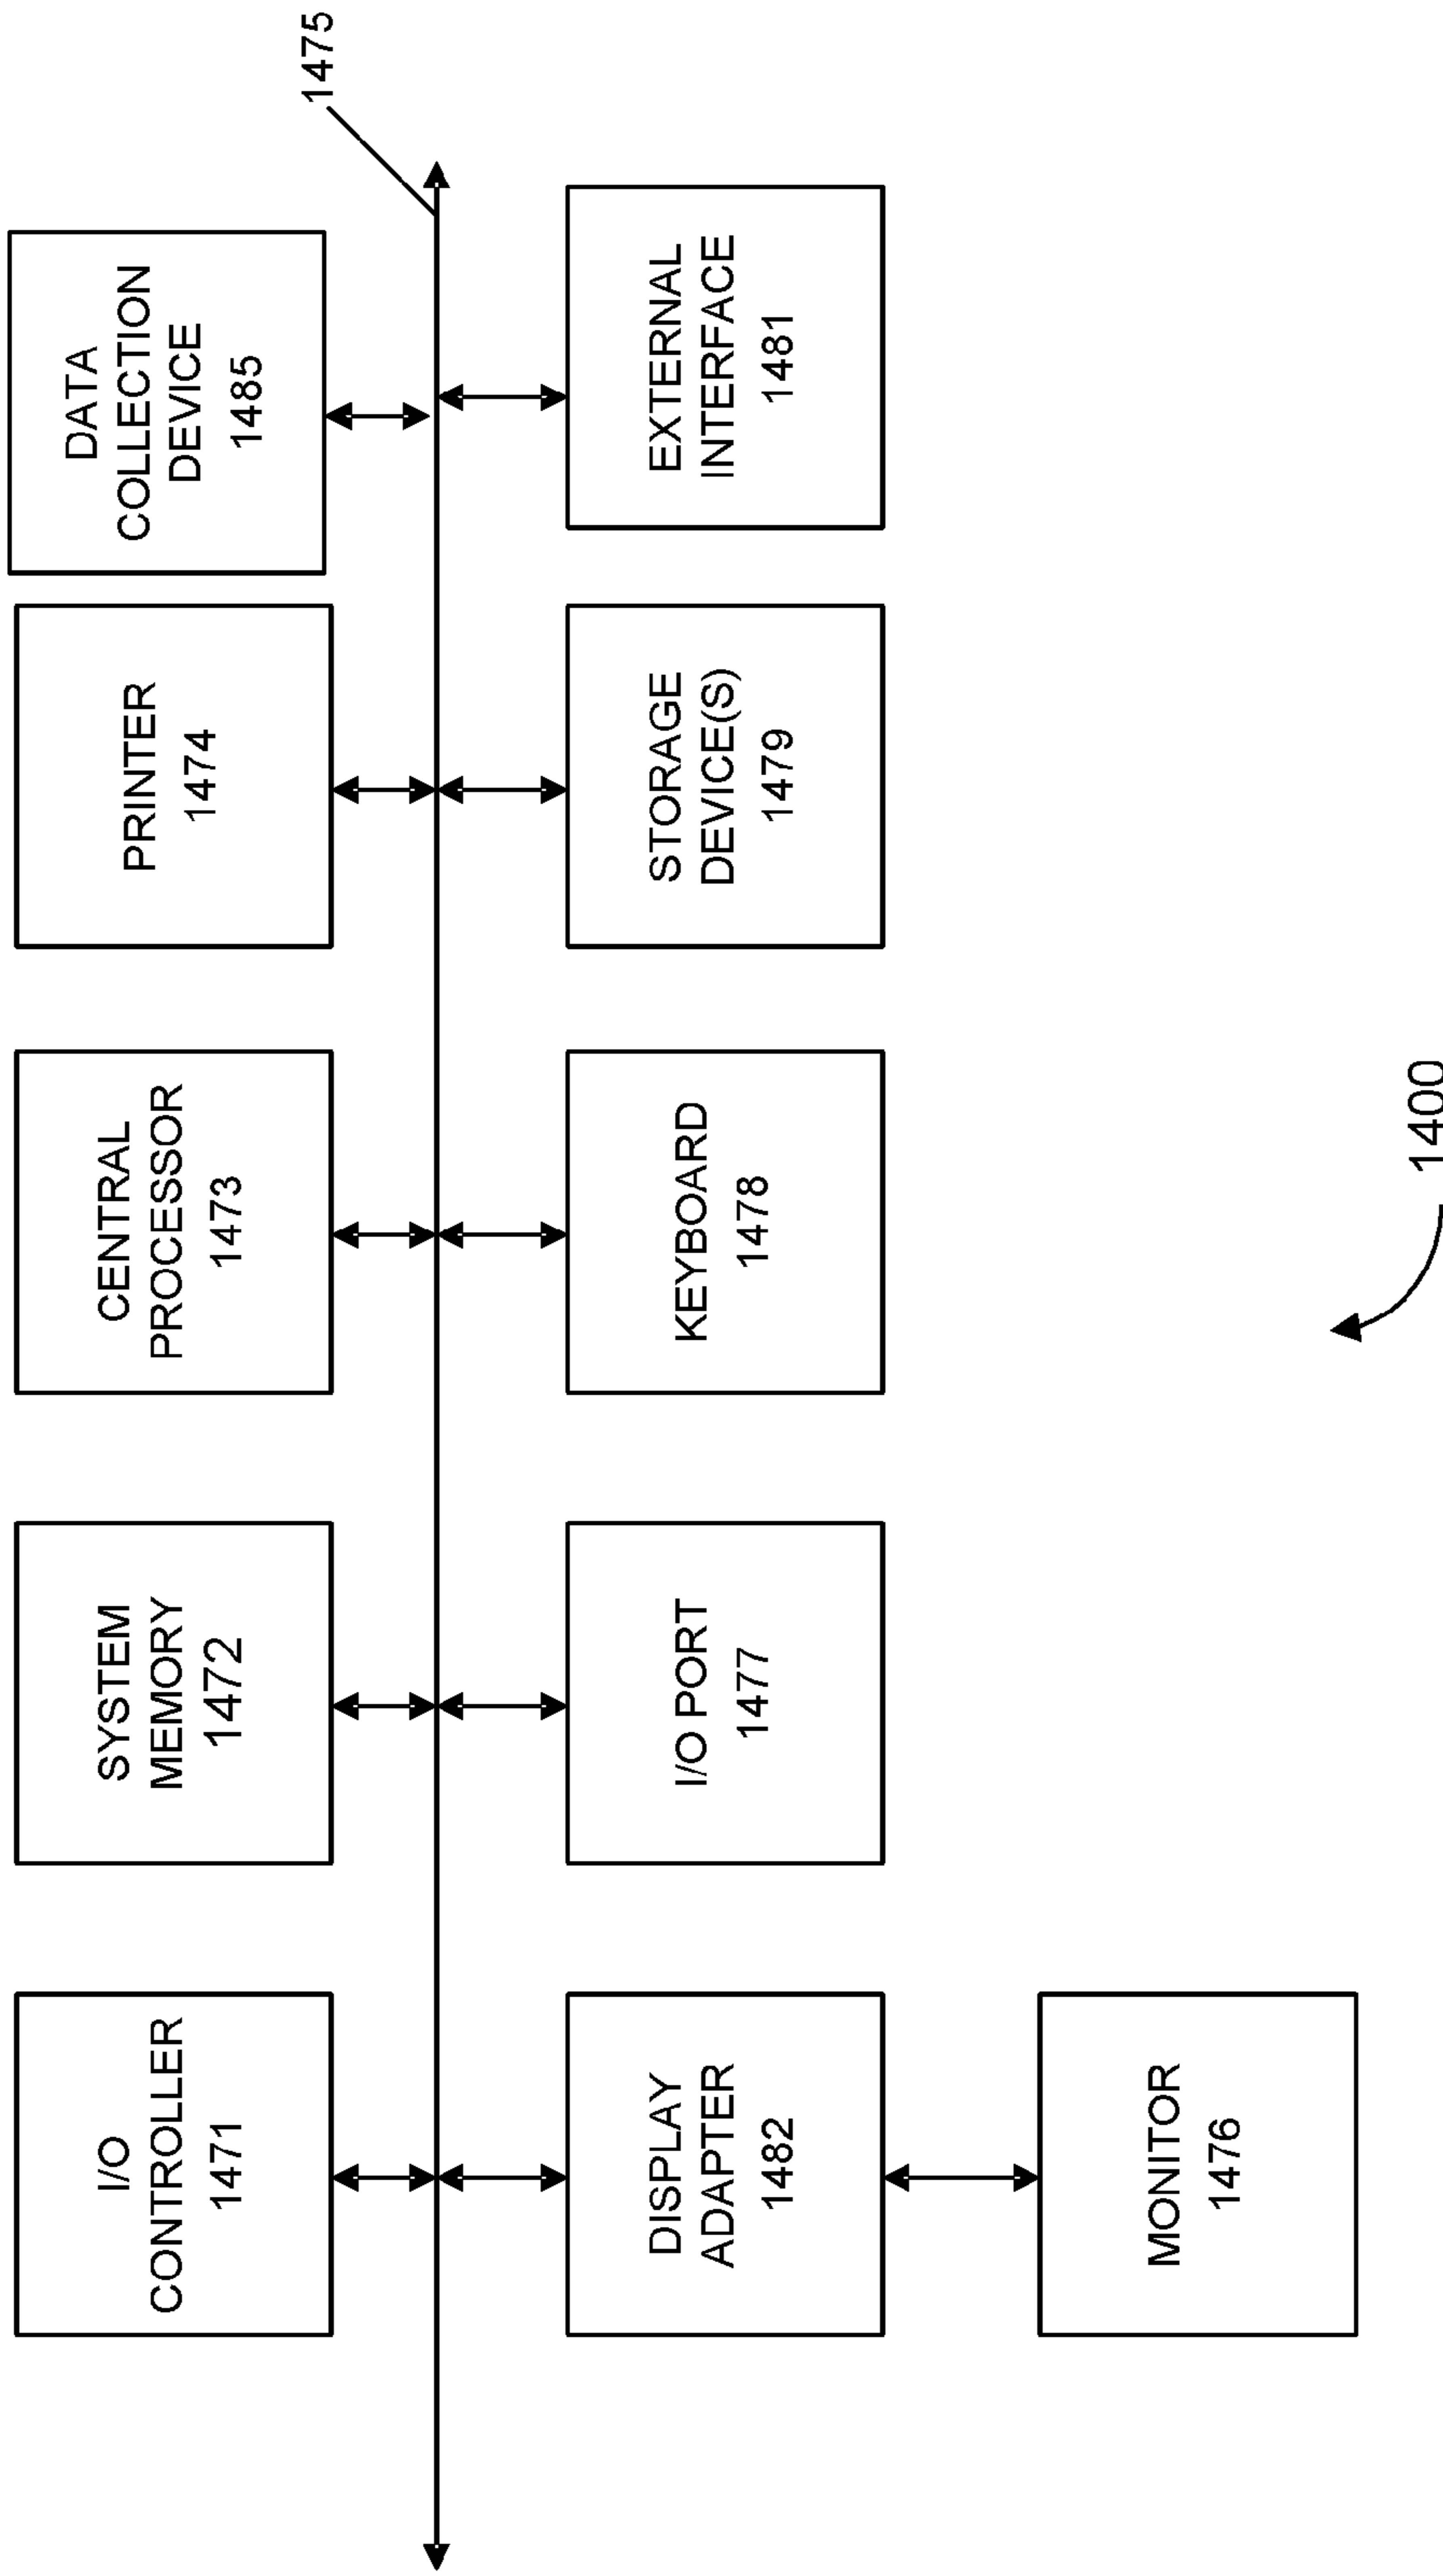 I/O
CONTROLLER
1471
SYSTEM
MEMORY
1472
CENTRAL
PROCESSOR
1473
PRINTER
1474
DATA
COLLECTION
DEVICE
1485
1475
DISPLAY
ADAPTER
1482
I/O PORT
1477
KEYBOARD
1478
STORAGE
DEVICE(S)
1479
EXTERNAL
INTERFACE
1481
MONITOR
1476
1400